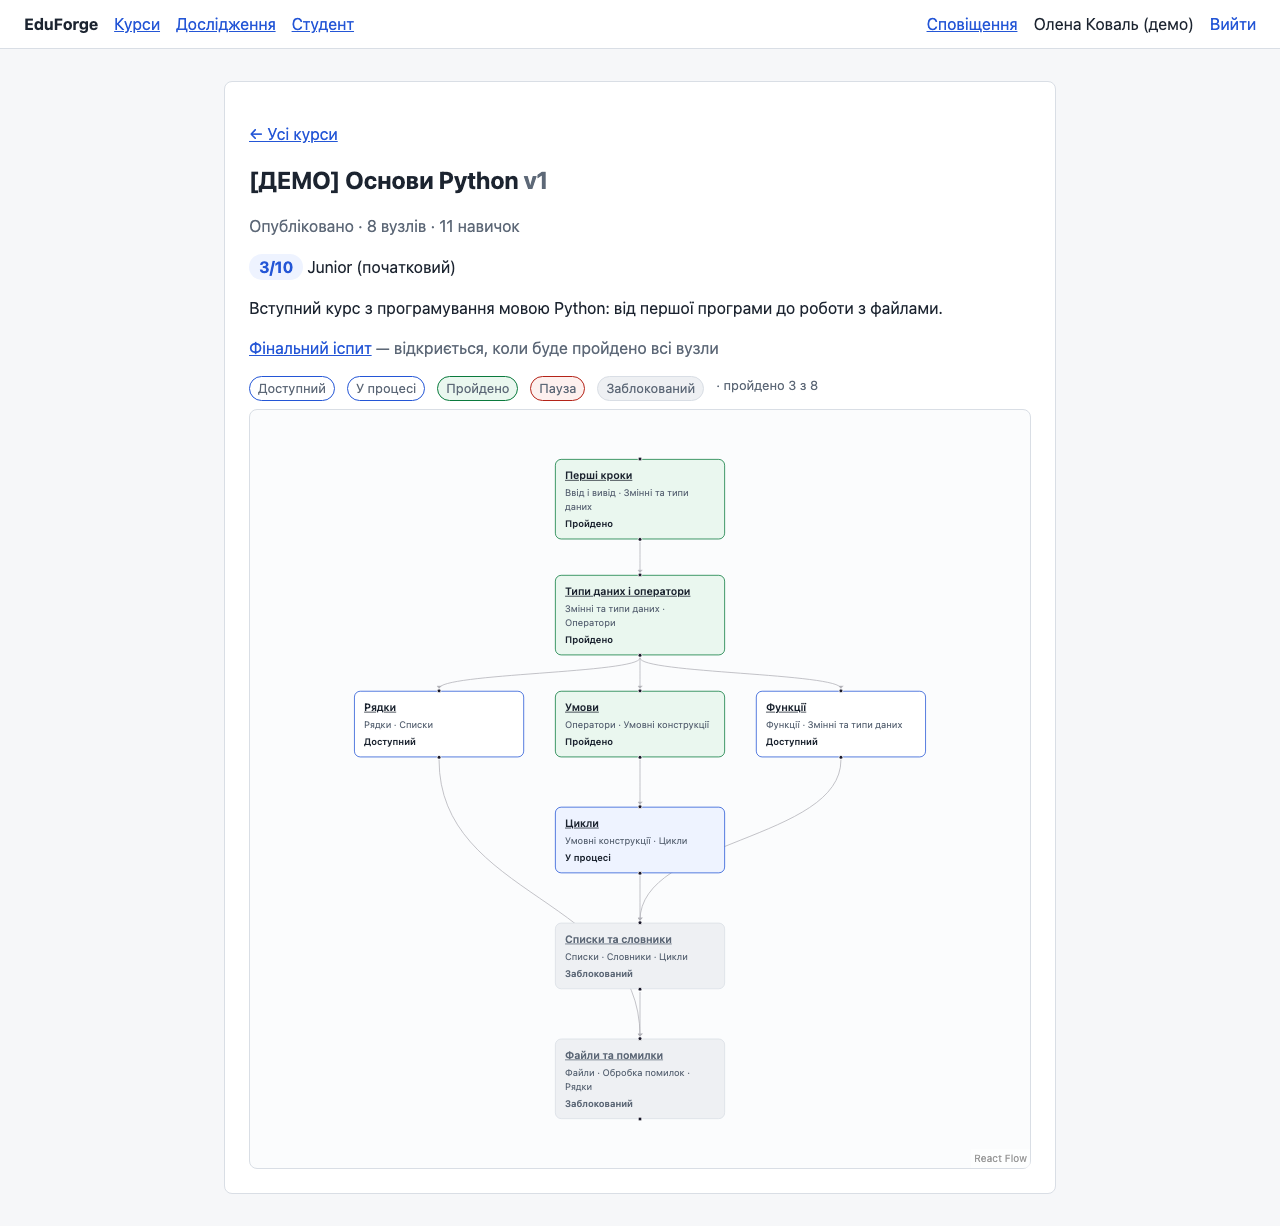 EduForge Курси Дослідження Студент Сповіщення Олена Коваль (демо) Вийти
← Усі курси
[ДЕМО] Основи Python v1
Опубліковано · 8 вузлів · 11 навичок
3/10 Junior (початковий)
Вступний курс з програмування мовою Python: від першої програми до роботи з файлами.
Фінальний іспит — відкриється, коли буде пройдено всі вузли
Доступний У процесі Пройдено Пауза Заблокований · пройдено 3 з 8
Перші кроки
Ввід і вивід · Змінні та типи
даних
Пройдено
Типи даних і оператори
Змінні та типи даних ·
Оператори
Пройдено
Рядки
Рядки · Списки
Доступний
Умови
Оператори · Умовні конструкції
Пройдено
Функції
Функції · Змінні та типи даних
Доступний
Цикли
Умовні конструкції · Цикли
У процесі
Списки та словники
Списки · Словники · Цикли
Заблокований
Файли та помилки
Файли · Обробка помилок ·
Рядки
Заблокований
React Flow